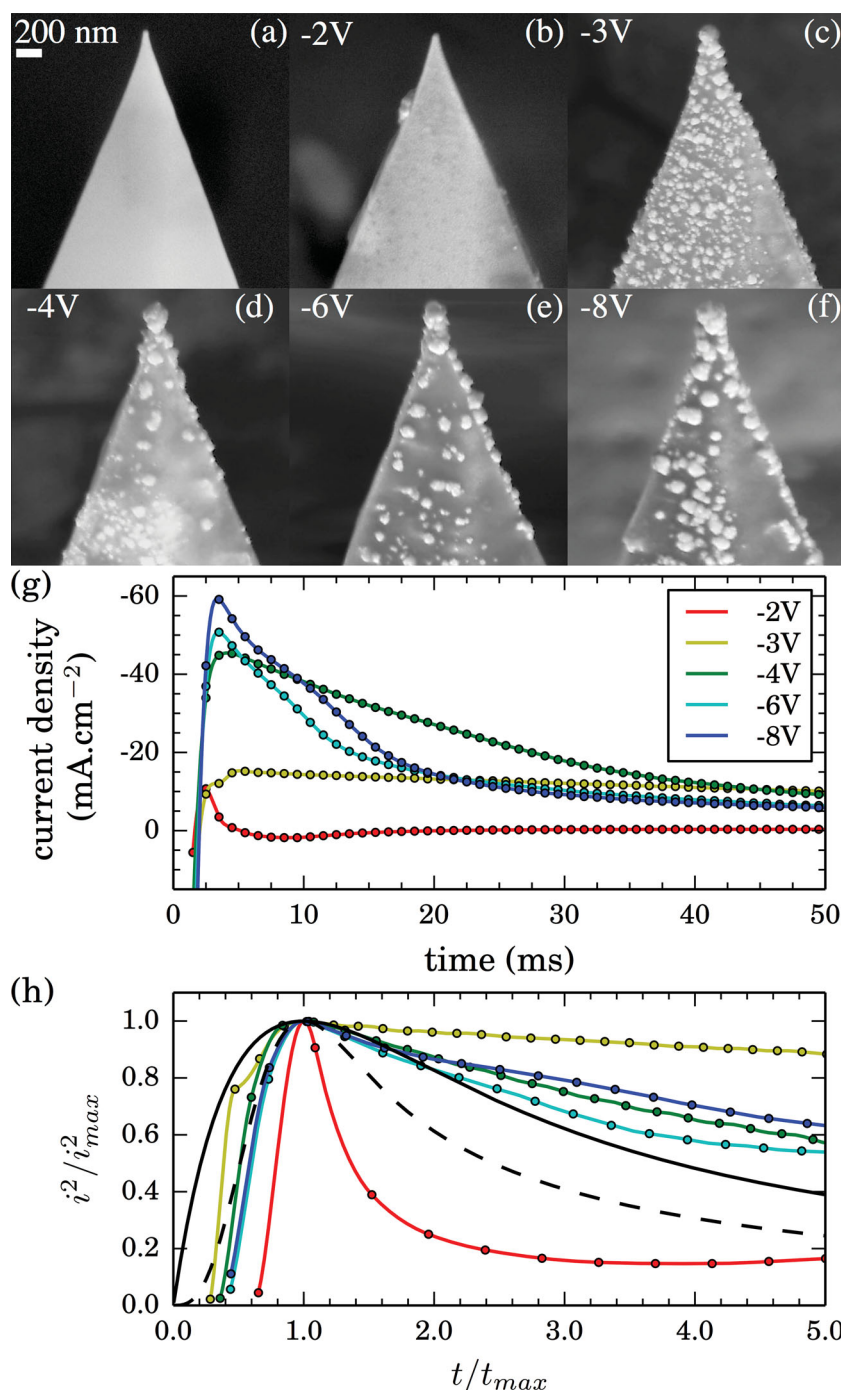 200 nm (a)
-2V (b)
-3V (c)
-4V (d)
-6V (e)
-8V (f)
(g)
-60
-40
-20
0
current density
(mA.cm⁻²)
-2V
-3V
-4V
-6V
-8V
0 10 20 30 40 50
time (ms)
(h)
1.0
0.8
0.6
0.4
0.2
0.0
i²/i²max
0.0 1.0 2.0 3.0 4.0 5.0
t/tmax